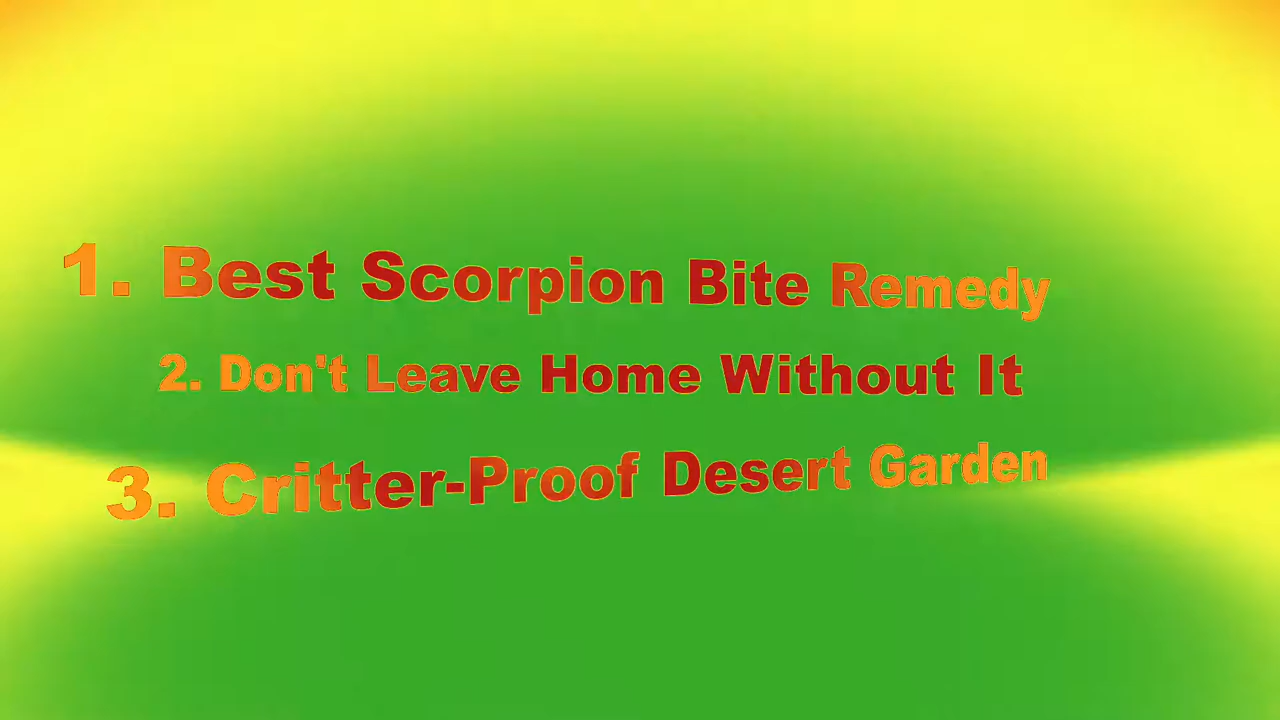 1. Best Scorpion Bite Remedy
2. Don't Leave Home Without It
3. Critter-Proof Desert Garden